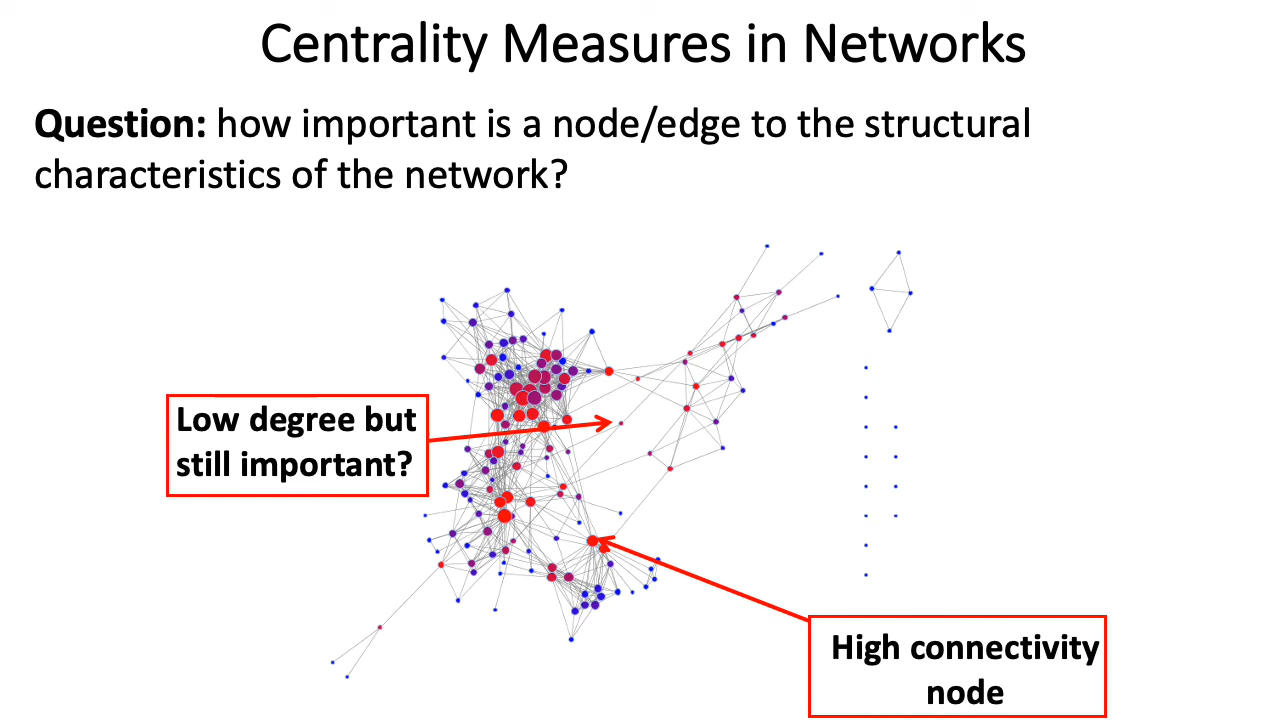 Centrality Measures in Networks
Question: how important is a node/edge to the structural
characteristics of the network?
Low degree but
still important?
High connectivity
node